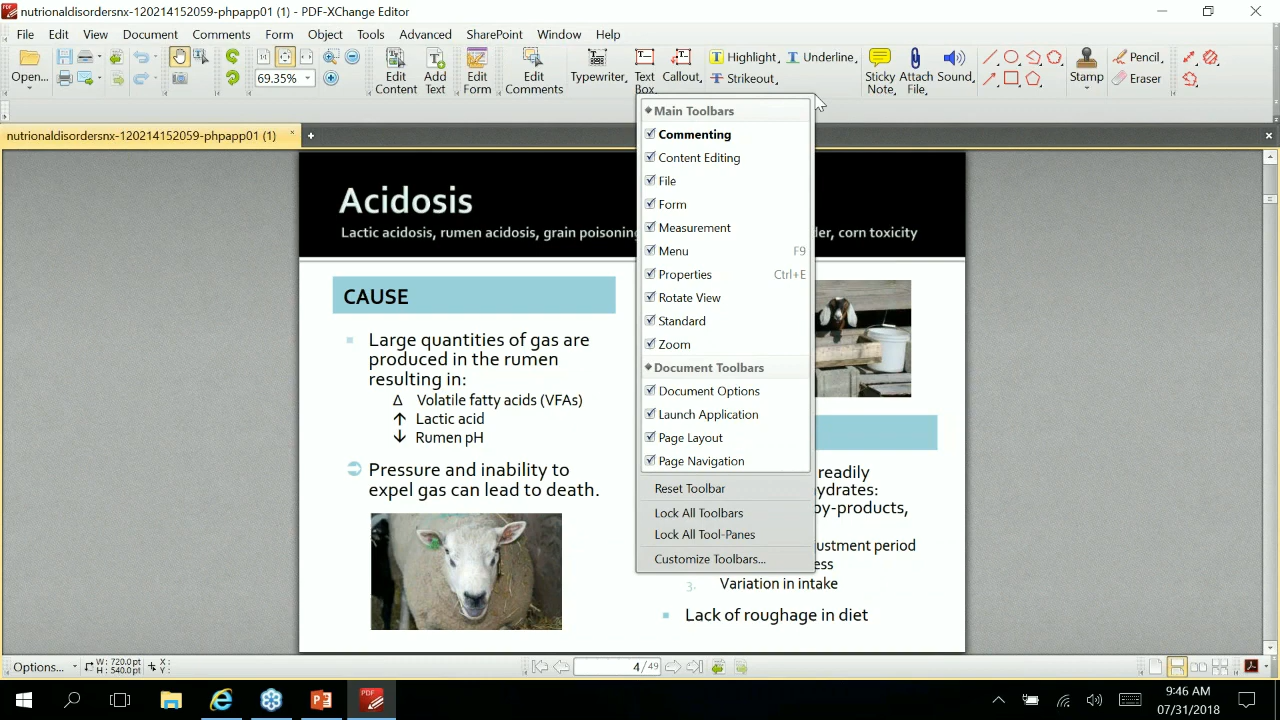 nutrionaldisordersnx-120214152059-phpapp01 (1) - PDF-XChange Editor
File Edit View Document Comments Form Object Tools Advanced SharePoint Window Help
Open...
69.35%
Edit Content
Add Text
Edit Form
Edit Comments
Typewriter
Text Box
Callout
Highlight
Underline
Strikeout
Sticky Note
Attach File
Sound
Stamp
Pencil
Eraser
nutrionaldisordersnx-120214152059-phpapp01 (1)
Main Toolbars
Commenting
Content Editing
File
Form
Measurement
Menu F9
Properties Ctrl+E
Rotate View
Standard
Zoom
Document Toolbars
Document Options
Launch Application
Page Layout
Page Navigation
Reset Toolbar
Lock All Toolbars
Lock All Tool-Panes
Customize Toolbars...
Acidosis
Lactic acidosis, rumen acidosis, grain poisoning
corn toxicity
CAUSE
Large quantities of gas are
produced in the rumen
resulting in:
Δ Volatile fatty acids (VFAs)
↑ Lactic acid
↓ Rumen pH
Pressure and inability to
expel gas can lead to death.
readily
by-products,
period
3. Variation in intake
Lack of roughage in diet
Options...
W: 720.0 pt
H: 540.0 pt
X:
Y:
4/49
PDF
9:46 AM
07/31/2018